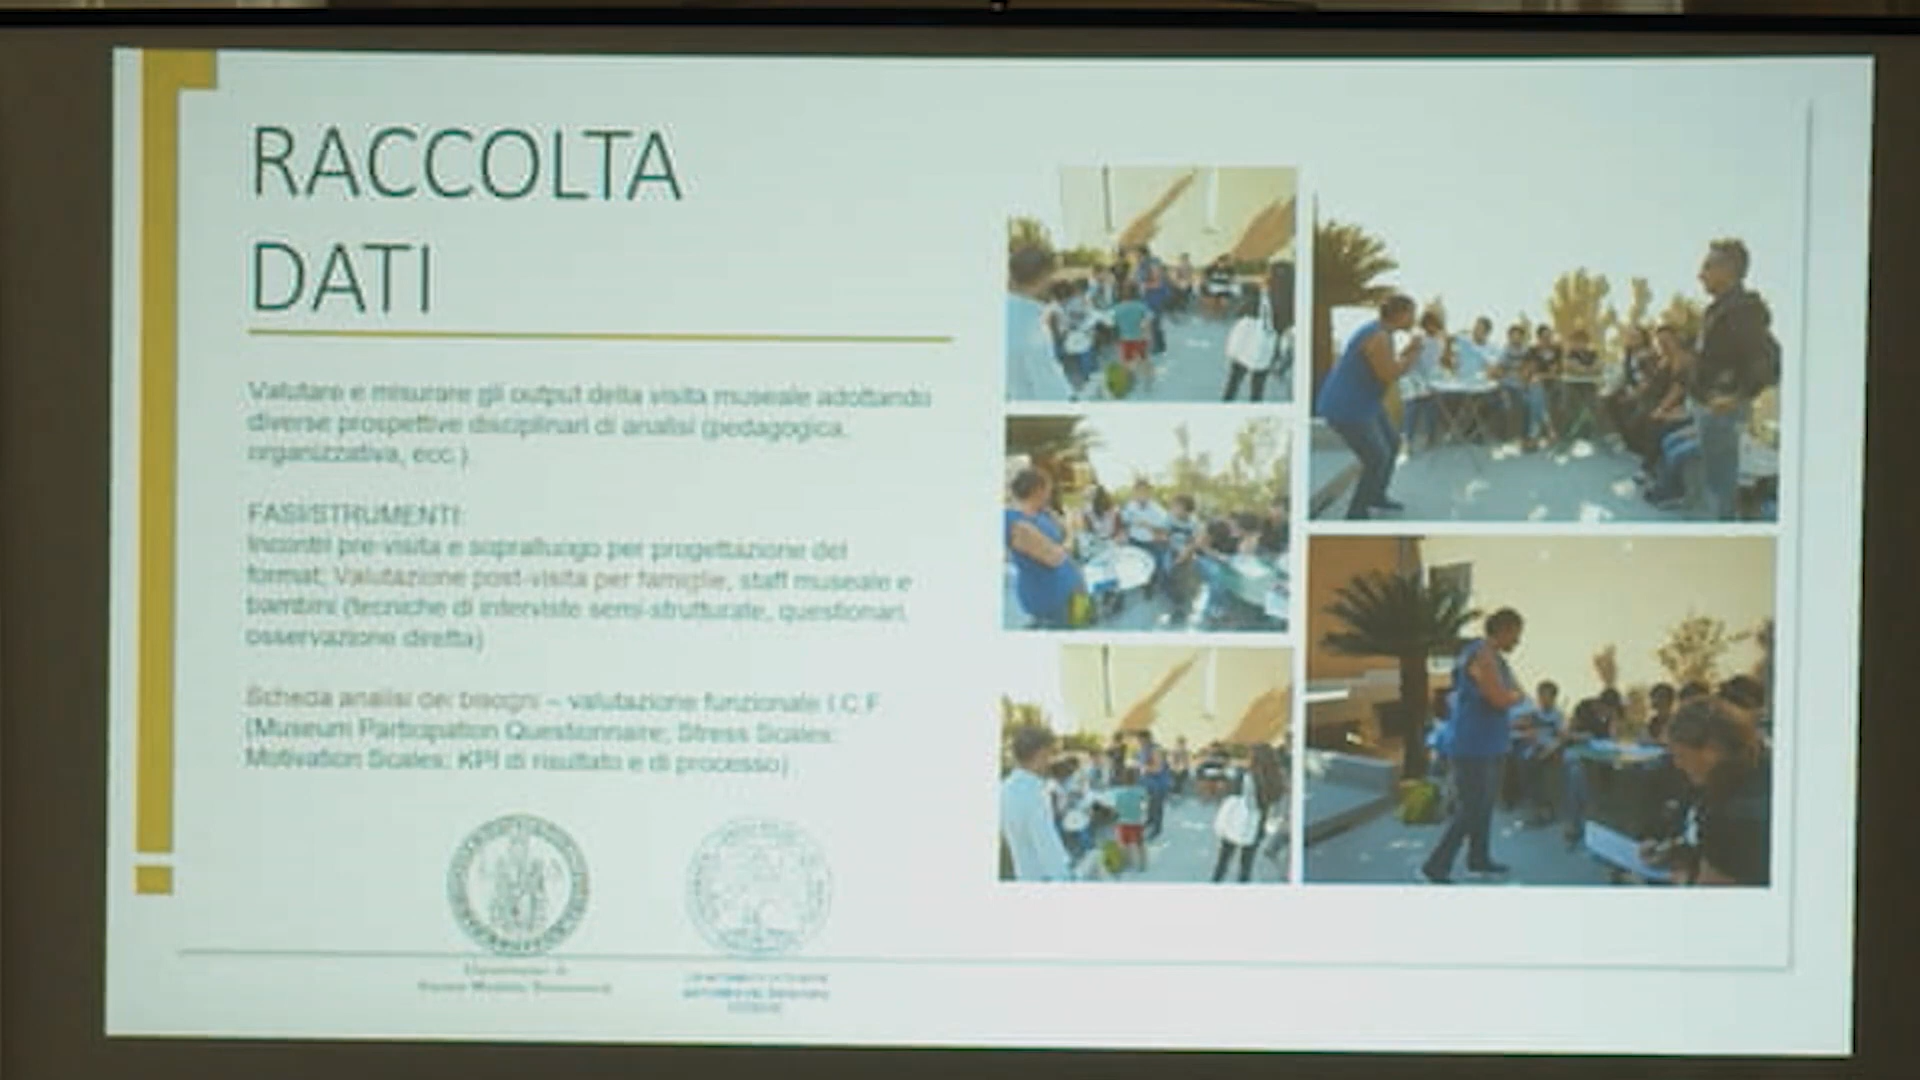 RACCOLTA
DATI
Valutare e misurare gli output della visita museale adottando
diverse prospettive disciplinari di analisi (pedagogica,
organizzativa, ecc.)
FASI/STRUMENTI:
Incontri pre-visita e sopralluogo per progettazione del
format; Valutazione post-visita per famiglie, staff museale e
bambini (tecniche di interviste semi-strutturate, questionari,
osservazione diretta)
Scheda analisi dei bisogni – valutazione funzionale I.C.F.
(Museum Participation Questionnaire; Stress Scales;
Motivation Scales; KPI di risultato e di processo)